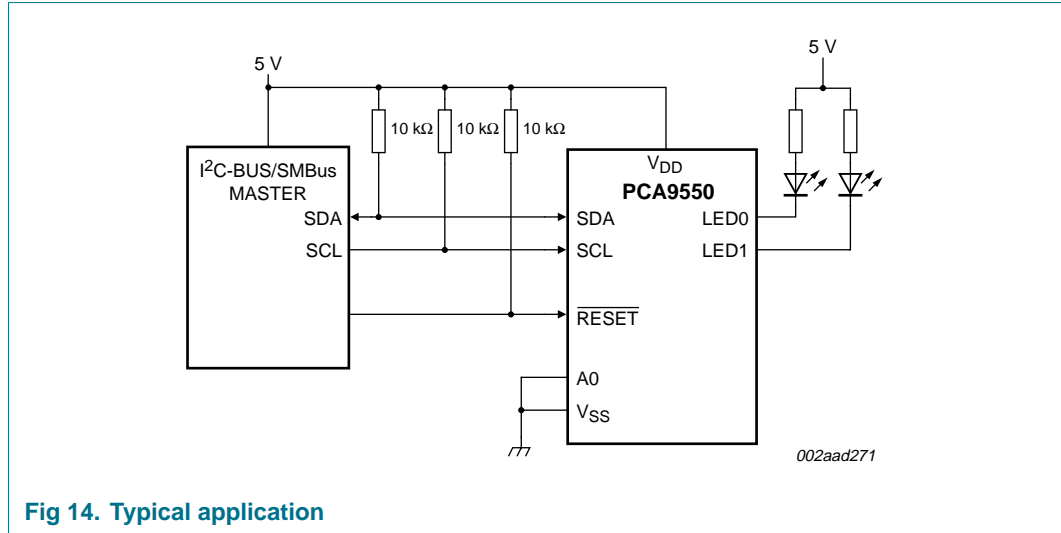 5 V
5 V
10 kΩ 10 kΩ 10 kΩ
I²C-BUS/SMBus
MASTER
SDA
SCL
VDD
PCA9550
SDA
SCL
RESET
A0
VSS
LED0
LED1
002aad271
Fig 14. Typical application